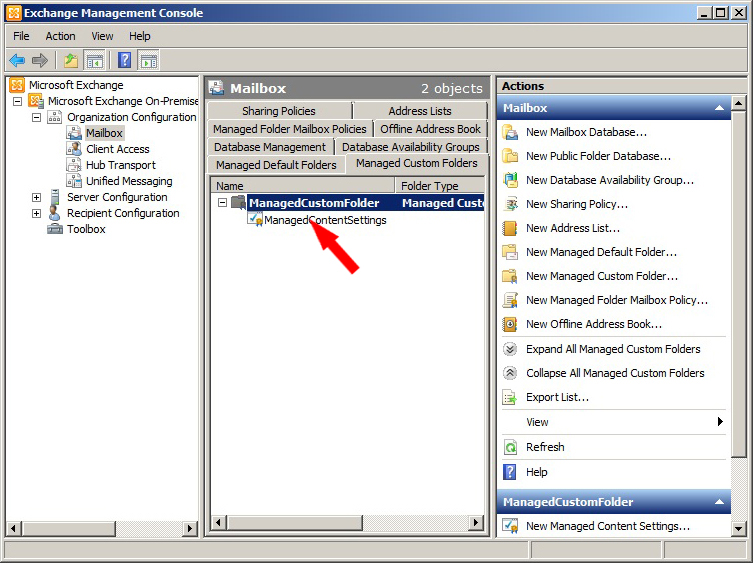 Exchange Management Console
File Action View Help
Microsoft Exchange
Microsoft Exchange On-Premise
Organization Configuration
Mailbox
Client Access
Hub Transport
Unified Messaging
Server Configuration
Recipient Configuration
Toolbox
Mailbox 2 objects
Sharing Policies Address Lists
Managed Folder Mailbox Policies Offline Address Book
Database Management Database Availability Groups
Managed Default Folders Managed Custom Folders
Name Folder Type
ManagedCustomFolder Managed Custo
ManagedContentSettings
Actions
Mailbox
New Mailbox Database...
New Public Folder Database...
New Database Availability Group...
New Sharing Policy...
New Address List...
New Managed Default Folder...
New Managed Custom Folder...
New Managed Folder Mailbox Policy...
New Offline Address Book...
Expand All Managed Custom Folders
Collapse All Managed Custom Folders
Export List...
View
Refresh
Help
ManagedCustomFolder
New Managed Content Settings...